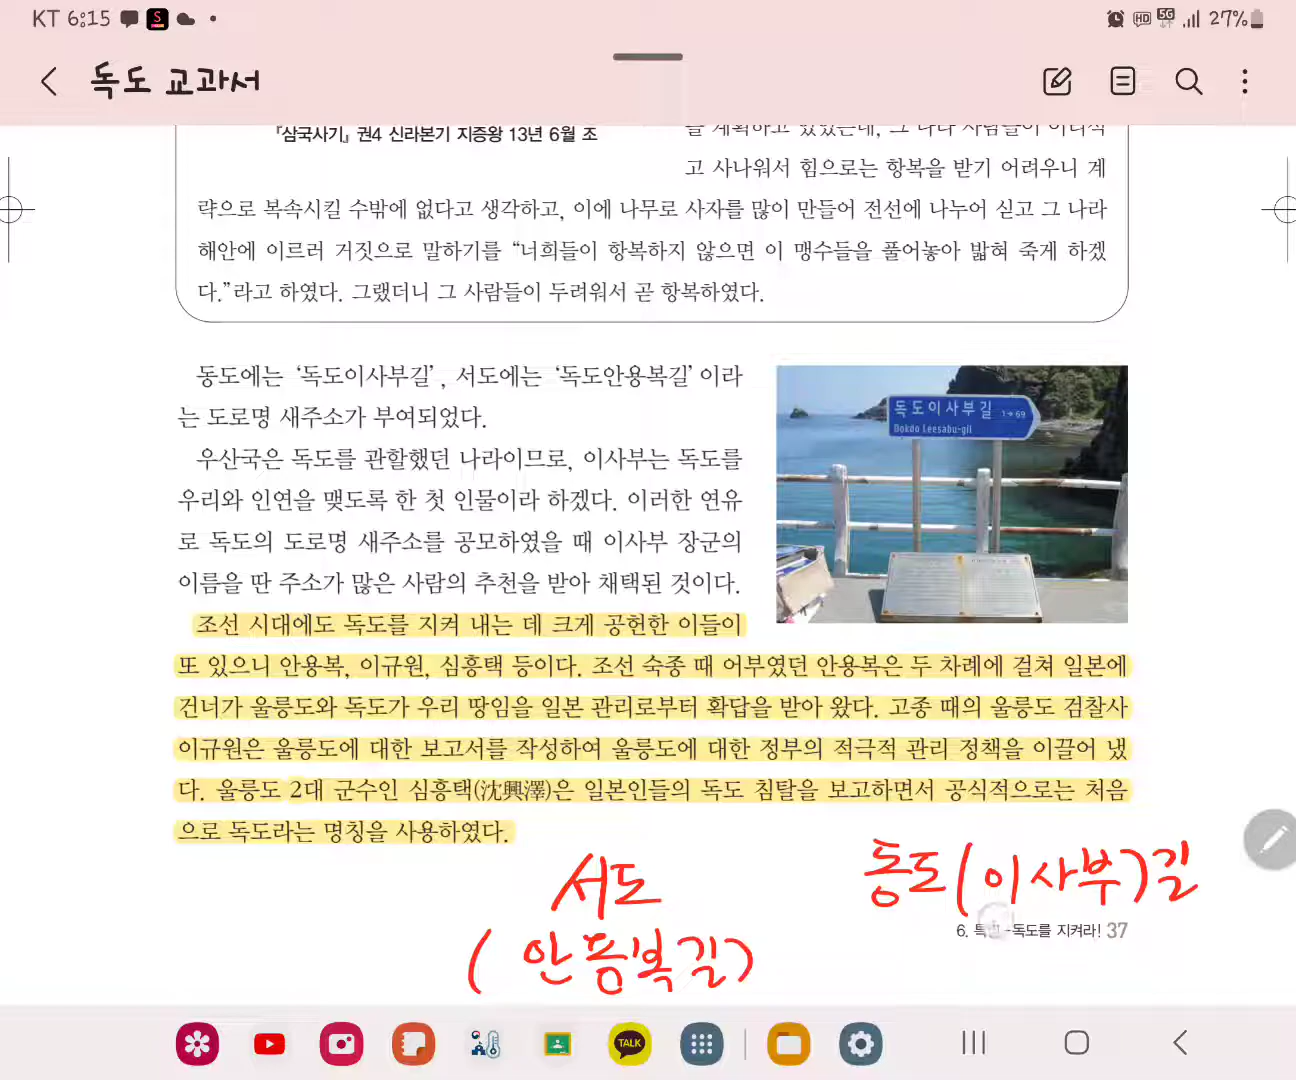 KT 6:15
27%
독도 교과서
『삼국사기』 권4 신라본기 지증왕 13년 6월 조
을 계획하고 있었는데, 그 나라 사람들이 어리석
고 사나워서 힘으로는 항복을 받기 어려우니 계
략으로 복속시킬 수밖에 없다고 생각하고, 이에 나무로 사자를 많이 만들어 전선에 나누어 싣고 그 나라
해안에 이르러 거짓으로 말하기를 “너희들이 항복하지 않으면 이 맹수들을 풀어놓아 밟혀 죽게 하겠
다.”라고 하였다. 그랬더니 그 사람들이 두려워서 곧 항복하였다.
동도에는 ‘독도이사부길’, 서도에는 ‘독도안용복길’이라
는 도로명 새주소가 부여되었다.
우산국은 독도를 관할했던 나라이므로, 이사부는 독도를
우리와 인연을 맺도록 한 첫 인물이라 하겠다. 이러한 연유
로 독도의 도로명 새주소를 공모하였을 때 이사부 장군의
이름을 딴 주소가 많은 사람의 추천을 받아 채택된 것이다.
독도이사부길 1→69
Dokdo Leesabu-gil
조선 시대에도 독도를 지켜 내는 데 크게 공헌한 이들이
또 있으니 안용복, 이규원, 심흥택 등이다. 조선 숙종 때 어부였던 안용복은 두 차례에 걸쳐 일본에
건너가 울릉도와 독도가 우리 땅임을 일본 관리로부터 확답을 받아 왔다. 고종 때의 울릉도 검찰사
이규원은 울릉도에 대한 보고서를 작성하여 울릉도에 대한 정부의 적극적 관리 정책을 이끌어 냈
다. 울릉도 2대 군수인 심흥택(沈興澤)은 일본인들의 독도 침탈을 보고하면서 공식적으로는 처음
으로 독도라는 명칭을 사용하였다.
동도(이사부)길
서도
(안용복길)
6. 독도를 지켜라! 37
TALK